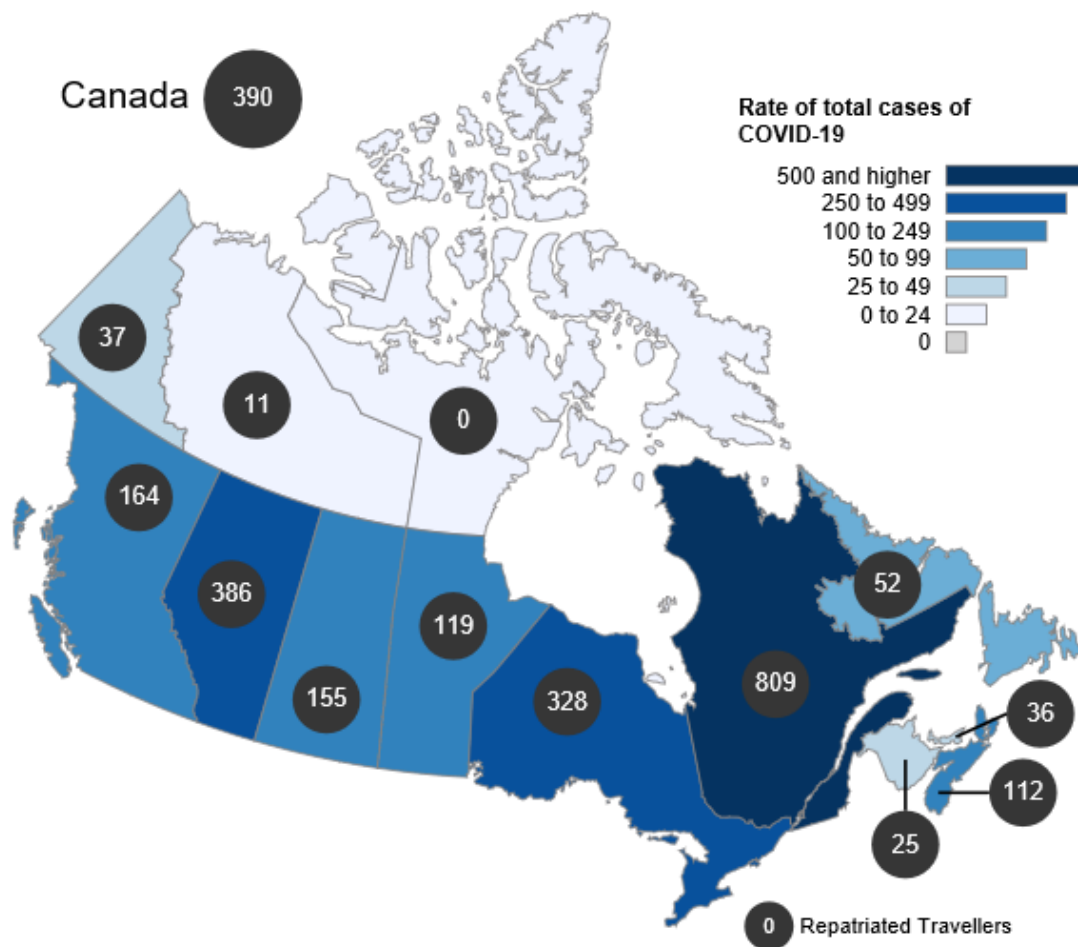 Canada
390
Rate of total cases of
COVID-19
500 and higher
250 to 499
100 to 249
50 to 99
25 to 49
0 to 24
0
37
11
0
164
386
155
119
328
809
52
36
112
25
0 Repatriated Travellers